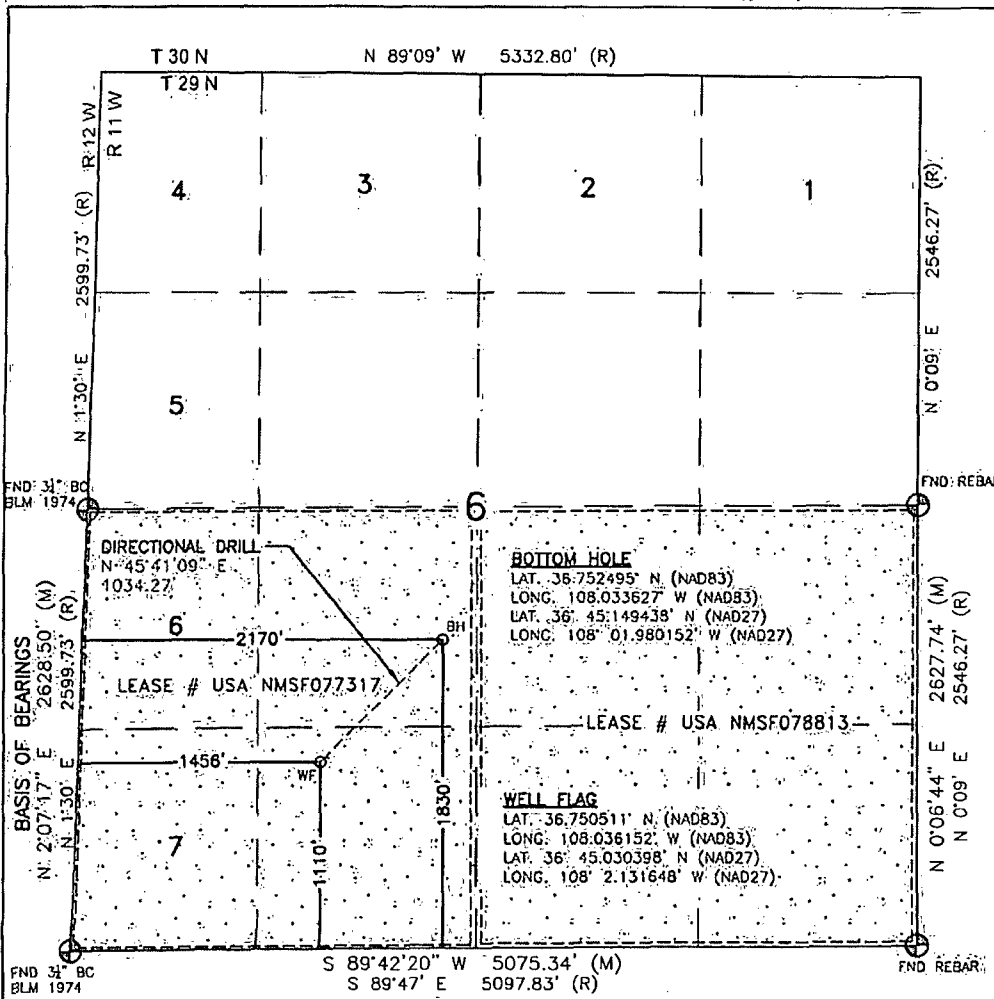 T 30 N
N 89°09' W 5332.80' (R)
T 29 N
R 12 W
R 11 W
4
3
2
1
N 1°30' E 2599.73' (R)
N 0°09' E 2546.27' (R)
5
FND 3¼" BC
BLM 1974
6
FND REBAR
DIRECTIONAL DRILL
N 45°41'09" E
1034.27'
BOTTOM HOLE
LAT. 36.752495° N (NAD83)
LONG. 108.033627° W (NAD83)
LAT. 36° 45.149438' N (NAD27)
LONG. 108° 01.980152' W (NAD27)
6
2170'
BH
LEASE # USA NMSF077317
LEASE # USA NMSF078813
BASIS OF BEARINGS
N 2°07'17" E 2628.50' (M)
N 1°30' E 2599.73' (R)
1456'
WF
1830'
1110'
7
WELL FLAG
LAT. 36.750511° N (NAD83)
LONG. 108.036152° W (NAD83)
LAT. 36° 45.030398' N (NAD27)
LONG. 108° 2.131648' W (NAD27)
N 0°06'44" E 2627.74' (M)
N 0°09' E 2546.27' (R)
FND 3¼" BC
BLM 1974
S 89°42'20" W 5075.34' (M)
S 89°47' E 5097.83' (R)
FND REBAR